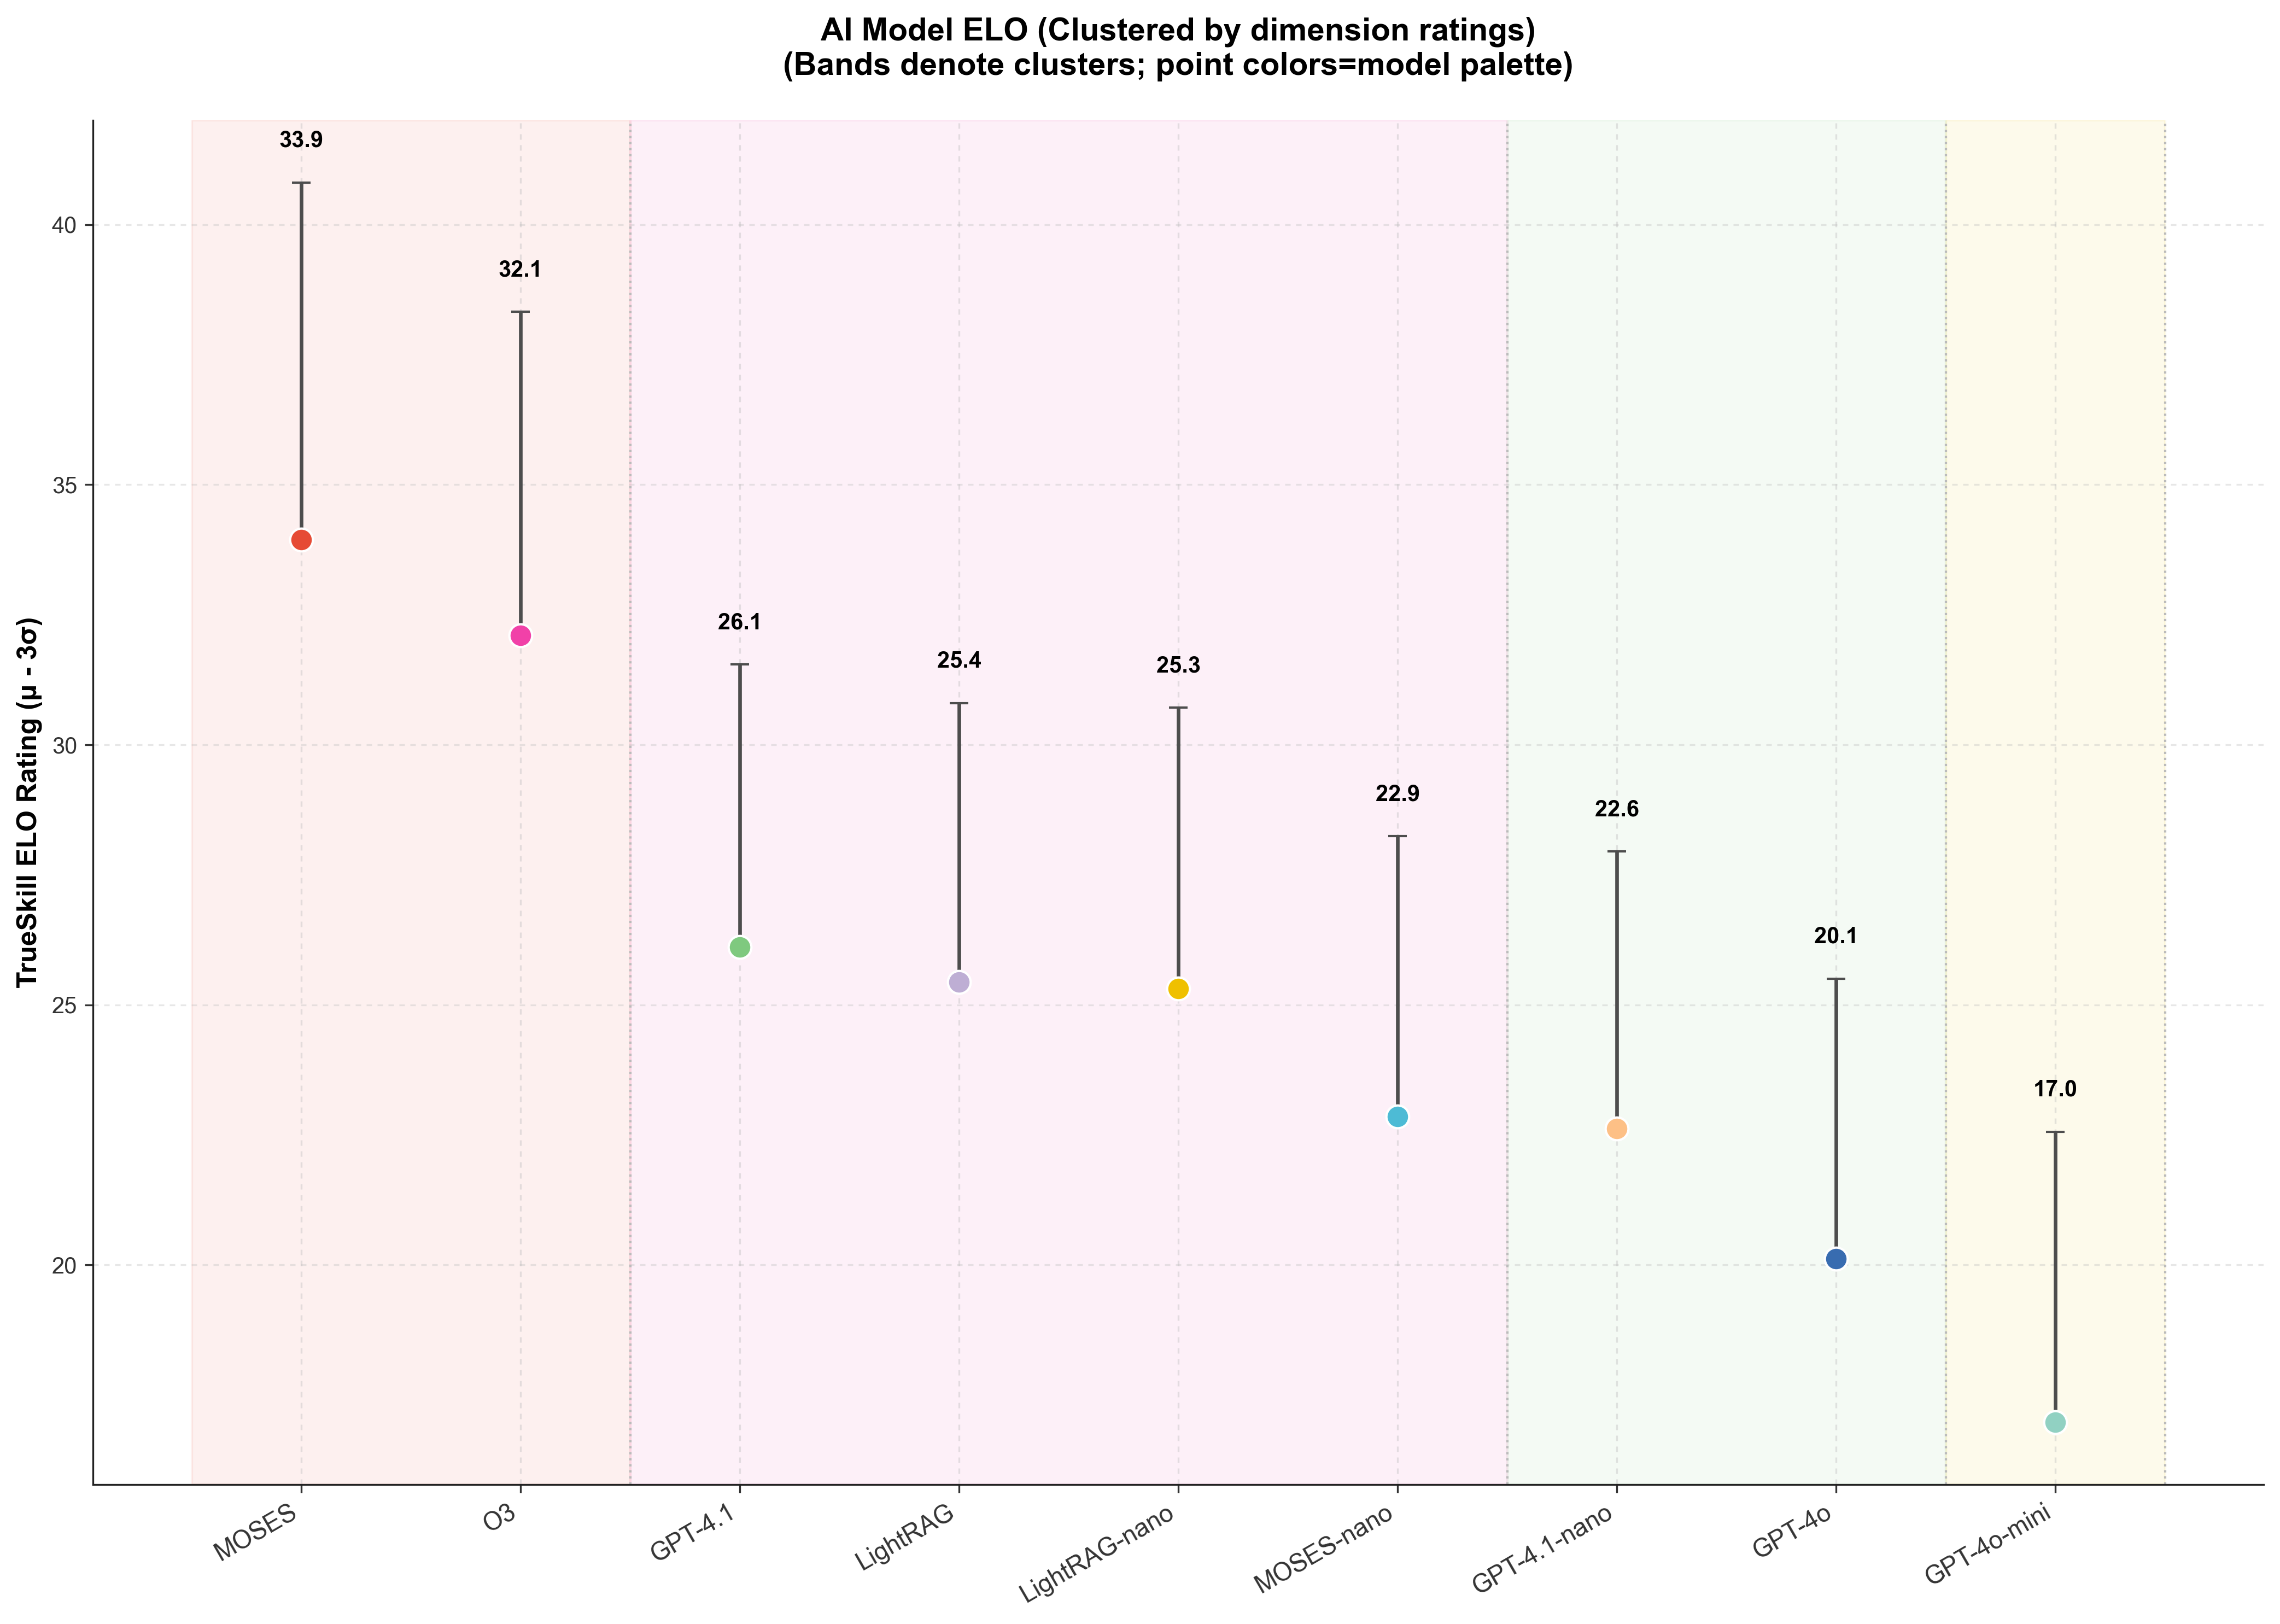 AI Model ELO (Clustered by dimension ratings)
(Bands denote clusters; point colors=model palette)
TrueSkill ELO Rating (μ - 3σ)
40
35
30
25
20
33.9
32.1
26.1
25.4
25.3
22.9
22.6
20.1
17.0
MOSES
O3
GPT-4.1
LightRAG
LightRAG-nano
MOSES-nano
GPT-4.1-nano
GPT-4o
GPT-4o-mini